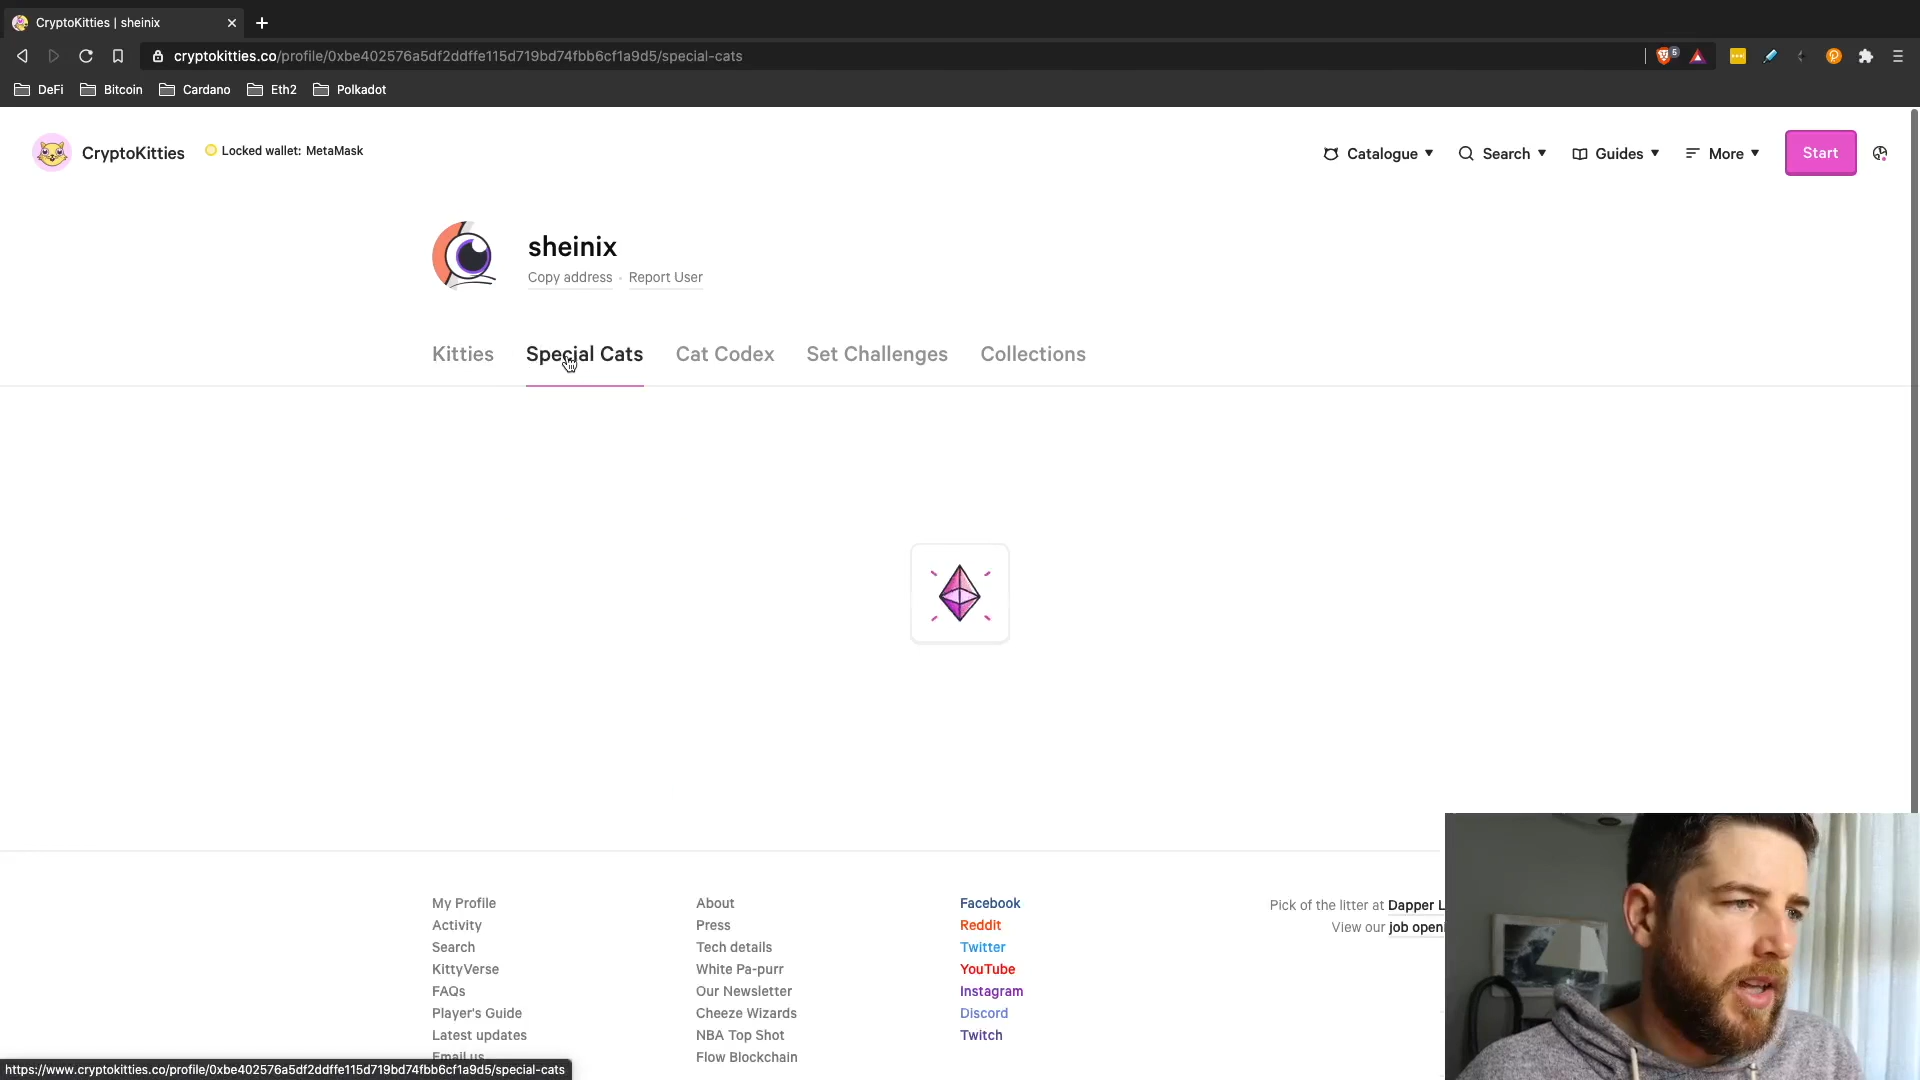 CryptoKitties | sheinix
cryptokitties.co/profile/0xbe402576a5df2ddffe115d719bd74fbb6cf1a9d5/special-cats
5
DeFi Bitcoin Cardano Eth2 Polkadot
CryptoKitties Locked wallet: MetaMask Catalogue Search Guides More Start
sheinix
Copy address · Report User
Kitties Special Cats Cat Codex Set Challenges Collections
My Profile
Activity
Search
KittyVerse
FAQs
Player's Guide
Latest updates
Email us
About
Press
Tech details
White Pa-purr
Our Newsletter
Cheeze Wizards
NBA Top Shot
Flow Blockchain
Facebook
Reddit
Twitter
YouTube
Instagram
Discord
Twitch
Pick of the litter at Dapper L
View our job openi
https://www.cryptokitties.co/profile/0xbe402576a5df2ddffe115d719bd74fbb6cf1a9d5/special-cats